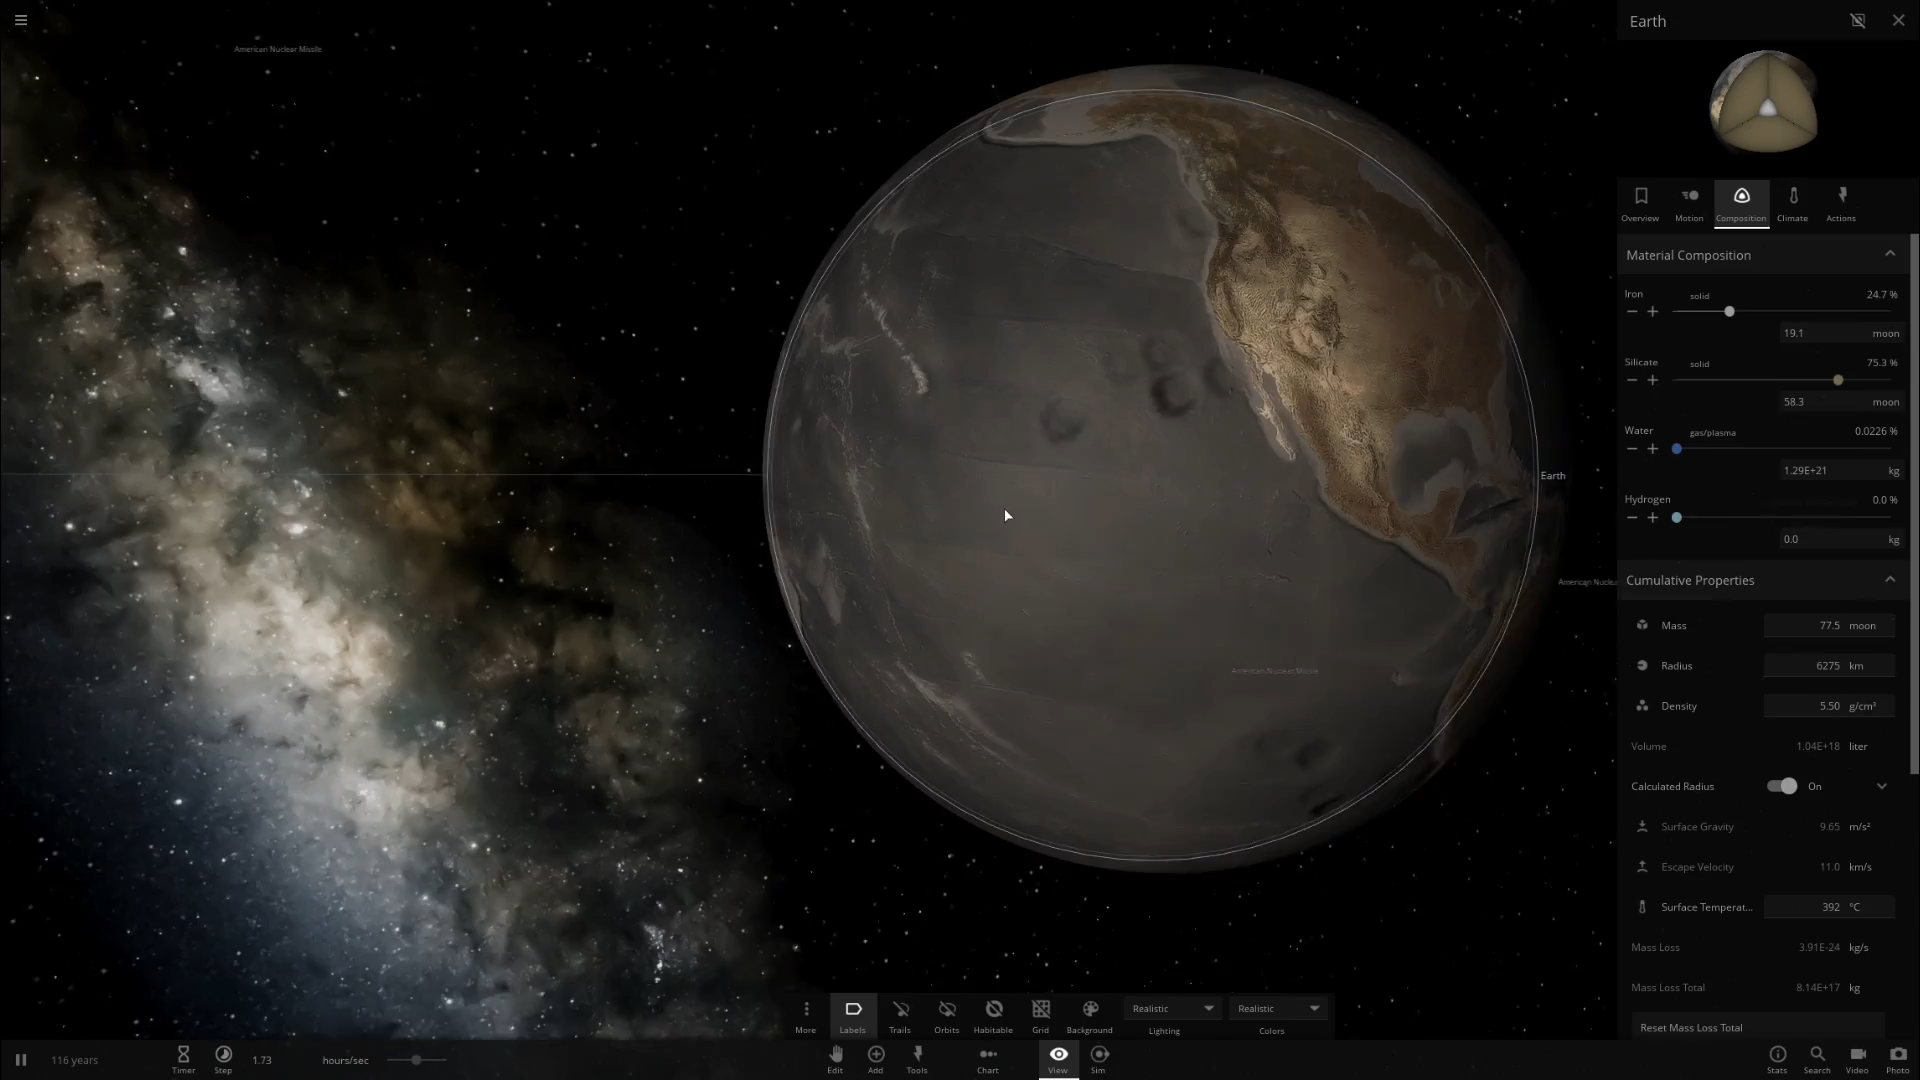 American Nuclear Missile
Earth
American Nuclear Missile
Earth
Overview
Motion
Composition
Climate
Actions
Material Composition
Iron solid 24.7 %
19.1 moon
Silicate solid 75.3 %
58.3 moon
Water gas/plasma 0.0226 %
1.29E+21 kg
Hydrogen 0.0 %
0.0 kg
Cumulative Properties
Mass 77.5 moon
Radius 6275 km
Density 5.50 g/cm³
Volume 1.04E+18 liter
Calculated Radius On
Surface Gravity 9.65 m/s²
Escape Velocity 11.0 km/s
Surface Temperat... 392 °C
Mass Loss 3.91E-24 kg/s
Mass Loss Total 8.14E+17 kg
Reset Mass Loss Total
American Nuclea
More
Labels
Trails
Orbits
Habitable
Grid
Background
Realistic
Lighting
Realistic
Colors
116 years
Timer
Step
1.73 hours/sec
Edit
Add
Tools
Chart
View
Sim
Stats
Search
Video
Photo